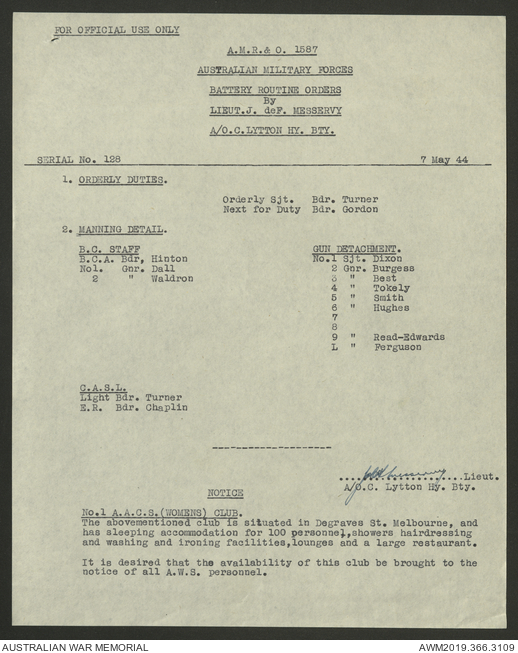 FOR OFFICIAL USE ONLY
A.M.R.& O. 1587
AUSTRALIAN MILITARY FORCES
BATTERY ROUTINE ORDERS
By
LIEUT.J. deF. MESSERVY
A/O.C.LYTTON HY. BTY.
SERIAL No. 128 7 May 44
1. ORDERLY DUTIES.
Orderly Sjt. Bdr. Turner
Next for Duty Bdr. Gordon
2. MANNING DETAIL.
B.C. STAFF
B.C.A. Bdr, Hinton
No1. Gnr. Dall
2 " Waldron
GUN DETACHMENT.
No.1 Sjt. Dixon
2 Gnr. Burgess
3 " Best
4 " Tokely
5 " Smith
6 " Hughes
7
8
9 " Read-Edwards
L " Ferguson
C.A.S.L.
Light Bdr. Turner
E.R. Bdr. Chaplin
---------------------
.......................Lieut.
A/O.C. Lytton Hy. Bty.
NOTICE
No.1 A.A.C.S.(WOMENS) CLUB.
The abovementioned club is situated in Degraves St. Melbourne, and
has sleeping accommodation for 100 personnel,showers hairdressing
and washing and ironing facilities,lounges and a large restaurant.
It is desired that the availability of this club be brought to the
notice of all A.W.S. personnel.
AUSTRALIAN WAR MEMORIAL AWM2019.366.3109